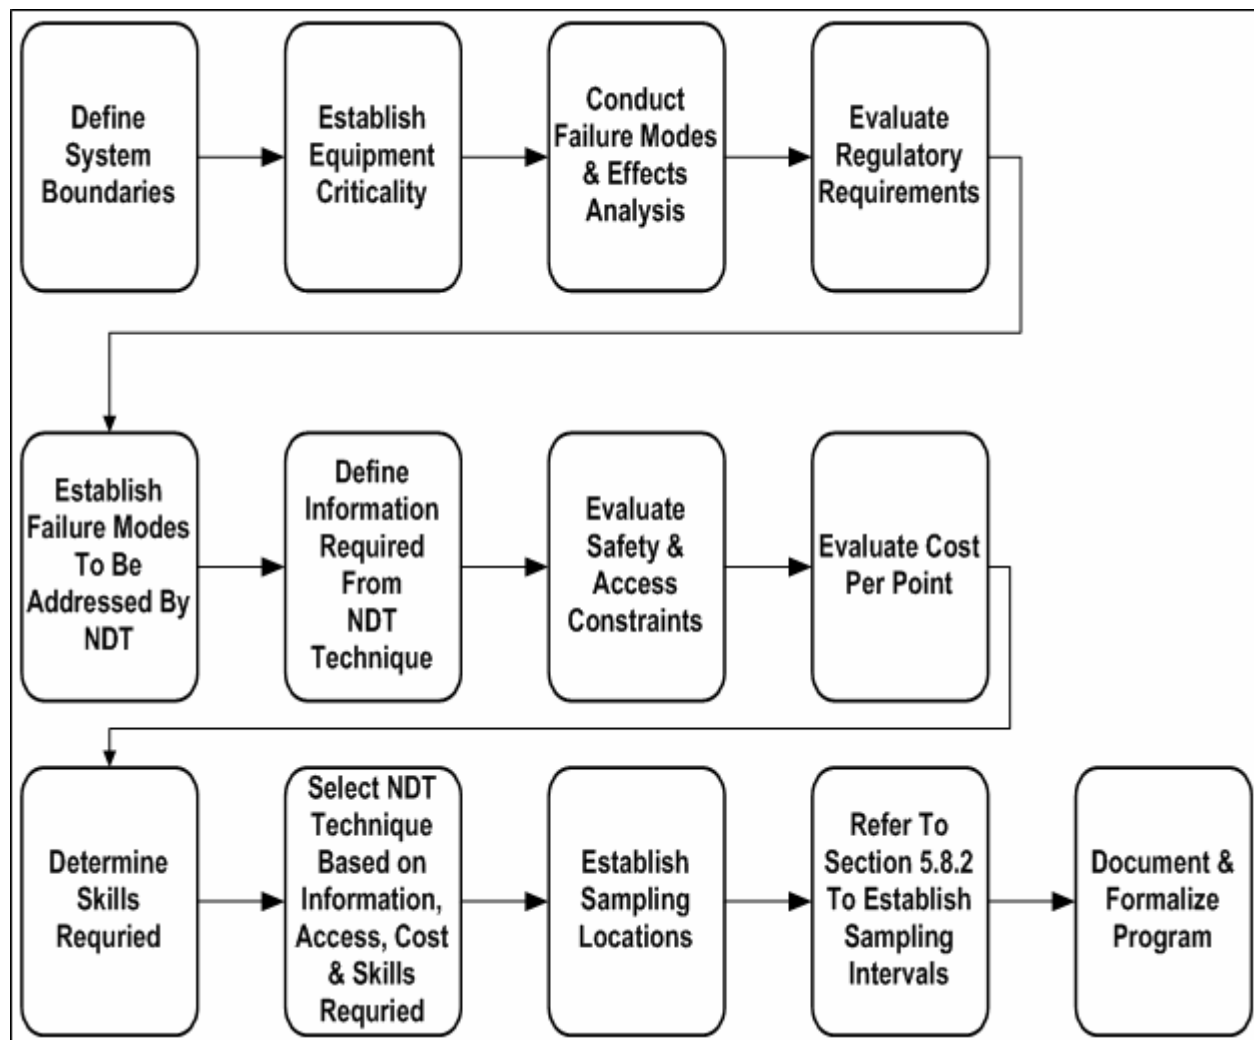 Define
System
Boundaries
Establish
Equipment
Criticality
Conduct
Failure Modes
& Effects
Analysis
Evaluate
Regulatory
Requirements
Establish
Failure Modes
To Be
Addressed By
NDT
Define
Information
Required
From
NDT
Technique
Evaluate
Safety &
Access
Constraints
Evaluate Cost
Per Point
Determine
Skills
Requried
Select NDT
Technique
Based on
Information,
Access, Cost
& Skills
Requried
Establish
Sampling
Locations
Refer To
Section 5.8.2
To Establish
Sampling
Intervals
Document &
Formalize
Program